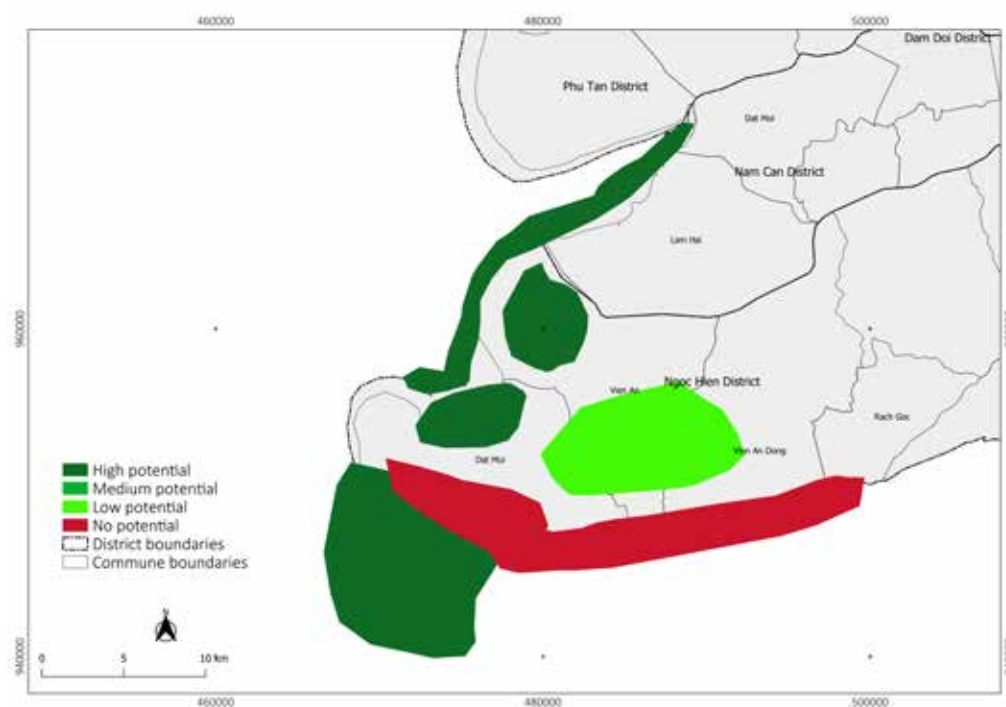 460000
480000
500000
Dam Doi District
Phu Tan District
Dat Moi
Nam Can District
Lam Hai
960000
Ngoc Hien District
Vien An
Rach Goc
Vien An Dong
Dat Mui
High potential
Medium potential
Low potential
No potential
District boundaries
Commune boundaries
N
0 5 10 km
940000
460000
480000
500000